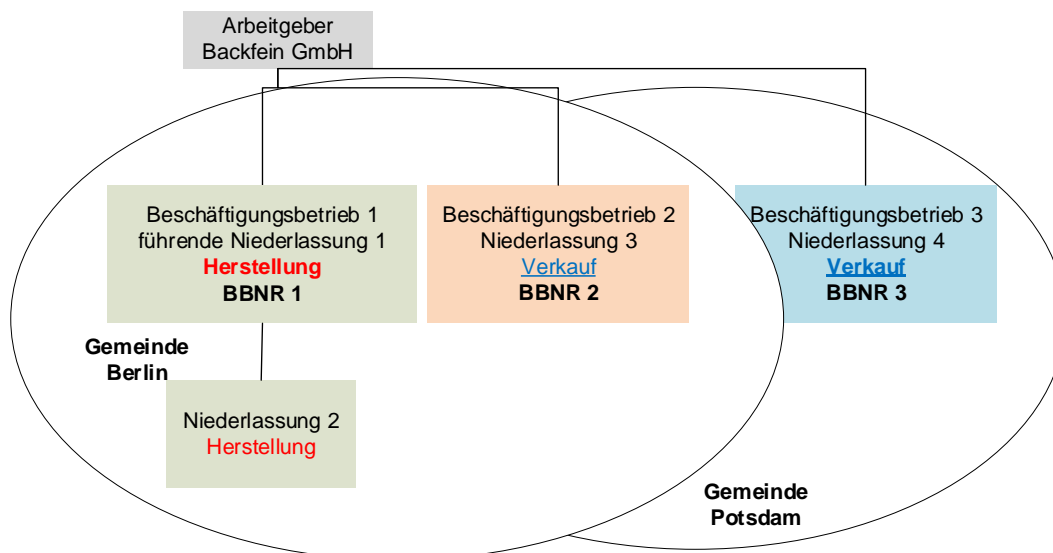 Arbeitgeber
Backfein GmbH
Beschäftigungsbetrieb 1
führende Niederlassung 1
Herstellung
BBNR 1
Beschäftigungsbetrieb 2
Niederlassung 3
Verkauf
BBNR 2
Beschäftigungsbetrieb 3
Niederlassung 4
Verkauf
BBNR 3
Gemeinde
Berlin
Niederlassung 2
Herstellung
Gemeinde
Potsdam